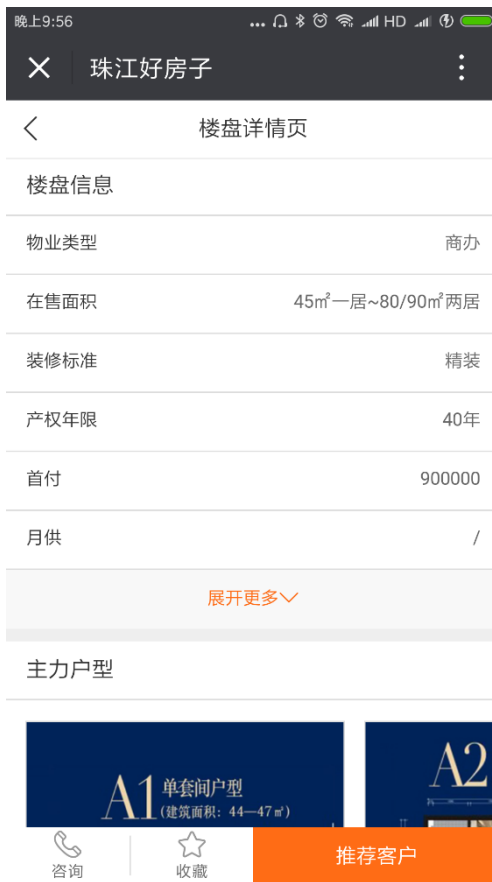 晚上9:56
... HD
珠江好房子
楼盘详情页
楼盘信息
物业类型 商办
在售面积 45㎡一居~80/90㎡两居
装修标准 精装
产权年限 40年
首付 900000
月供 /
展开更多
主力户型
A1 单套间户型
(建筑面积: 44—47㎡)
A2
咨询 收藏 推荐客户